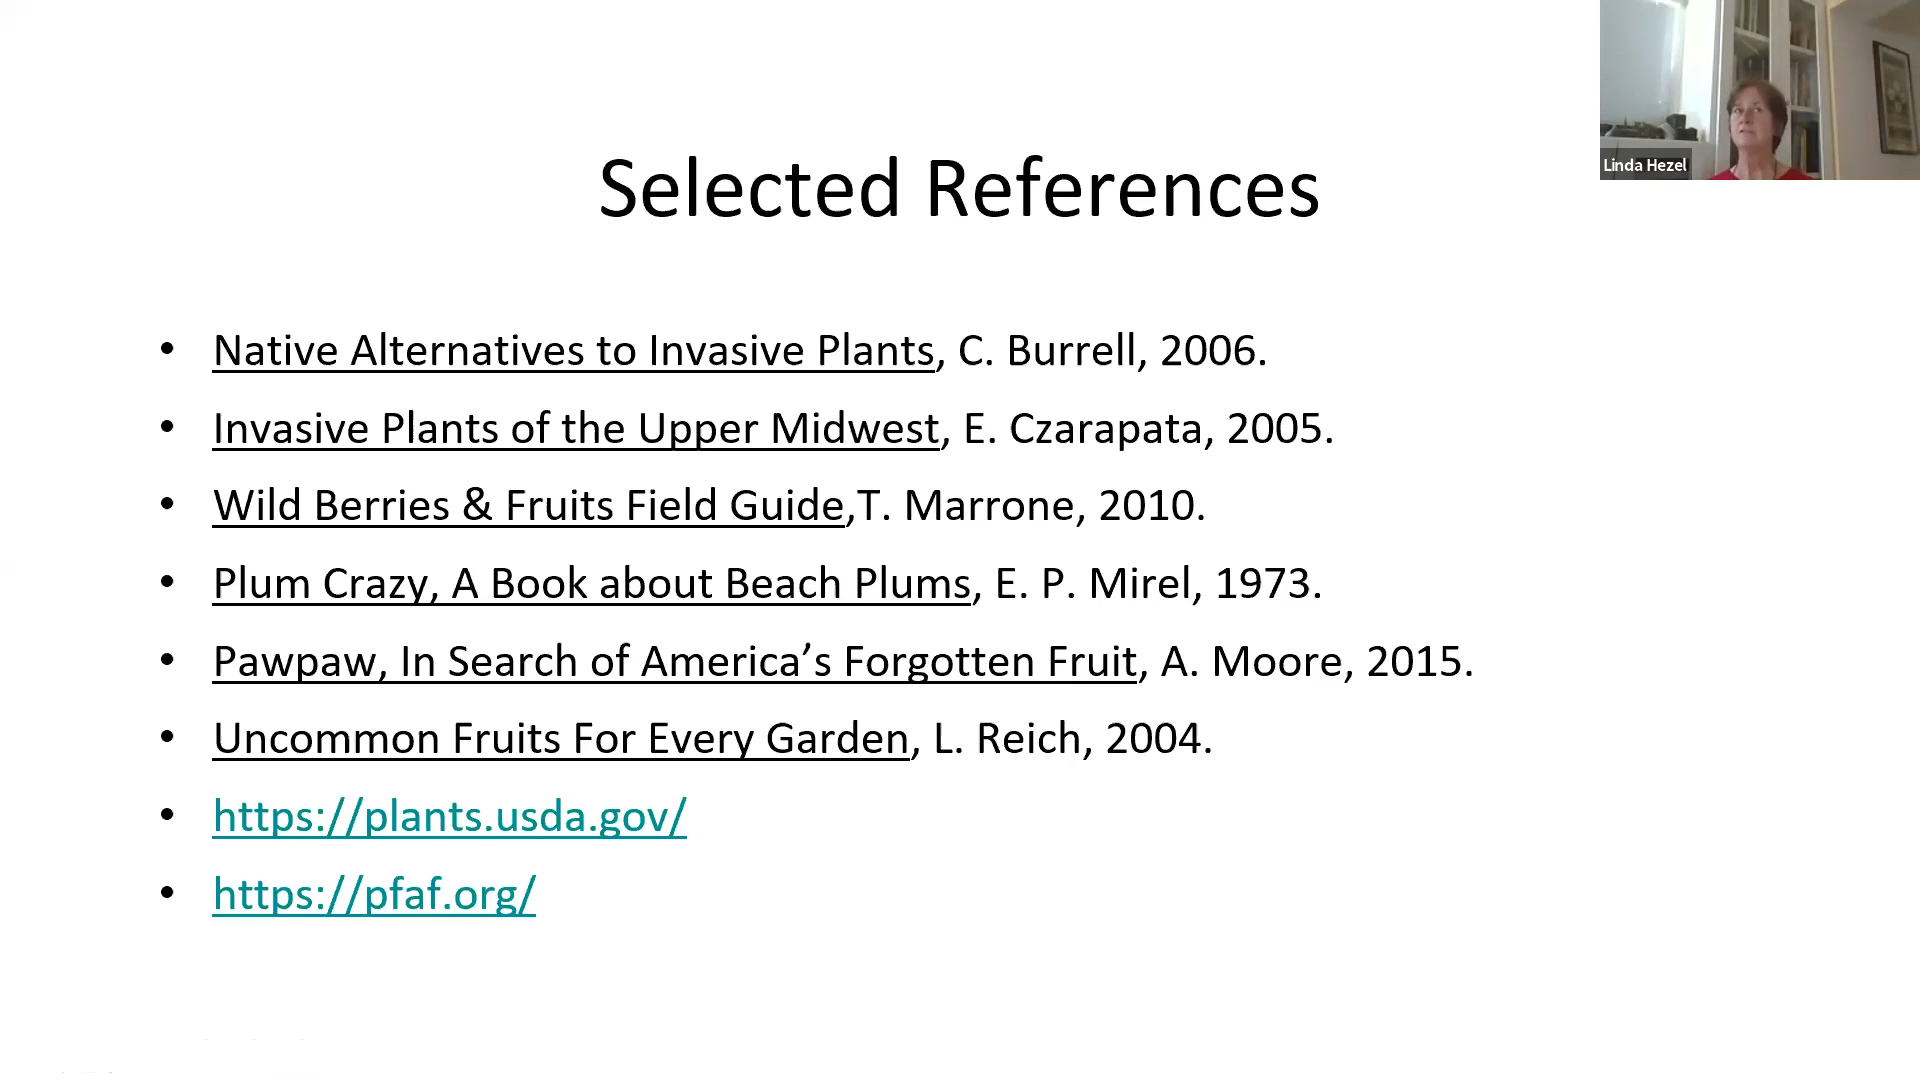 Linda Hezel
Selected References
• Native Alternatives to Invasive Plants, C. Burrell, 2006.
• Invasive Plants of the Upper Midwest, E. Czarapata, 2005.
• Wild Berries & Fruits Field Guide,T. Marrone, 2010.
• Plum Crazy, A Book about Beach Plums, E. P. Mirel, 1973.
• Pawpaw, In Search of America’s Forgotten Fruit, A. Moore, 2015.
• Uncommon Fruits For Every Garden, L. Reich, 2004.
• https://plants.usda.gov/
• https://pfaf.org/